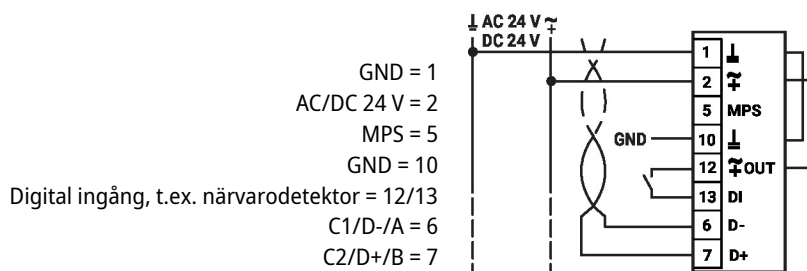 ⊥ AC 24 V ≂
DC 24 V +
GND = 1
AC/DC 24 V = 2
MPS = 5
GND = 10
Digital ingång, t.ex. närvarodetektor = 12/13
C1/D-/A = 6
C2/D+/B = 7
GND
1 ⊥
2 ≂+
5 MPS
10 ⊥
12 ≂+ OUT
13 DI
6 D-
7 D+